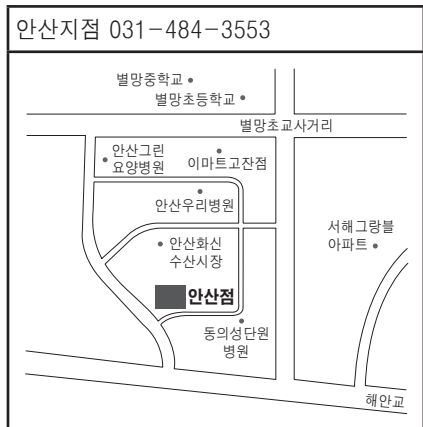 안산지점 031-484-3553
별망중학교
별망초등학교
별망초교사거리
안산그린
요양병원
이마트고잔점
안산우리병원
서해그랑블
아파트
안산화신
수산시장
안산점
동의성단원
병원
해안교